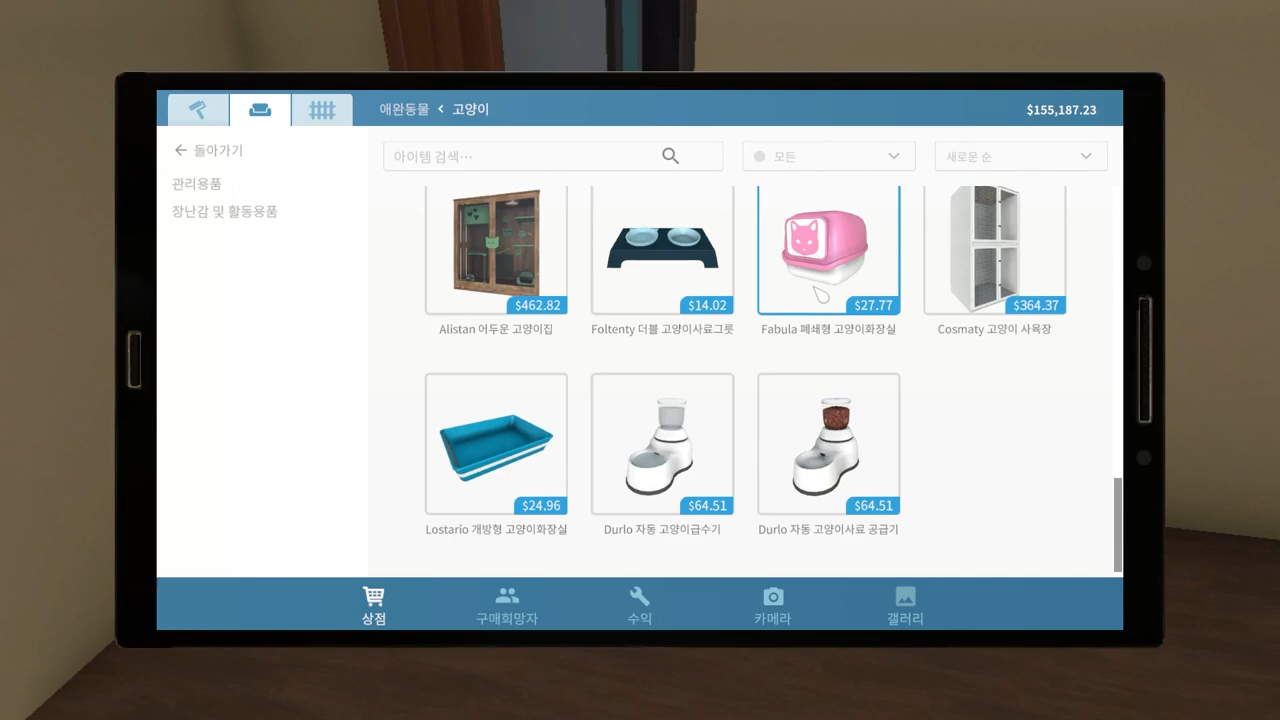 애완동물 < 고양이
$155,187.23
돌아가기
관리용품
장난감 및 활동용품
아이템 검색...
모든
새로운 순
$462.82
$14.02
$27.77
$364.37
Alistan 어두운 고양이집
Foltenty 더블 고양이사료그릇
Fabula 폐쇄형 고양이화장실
Cosmaty 고양이 사육장
$24.96
$64.51
$64.51
Lostario 개방형 고양이화장실
Durlo 자동 고양이급수기
Durlo 자동 고양이사료 공급기
상점
구매희망자
수익
카메라
갤러리